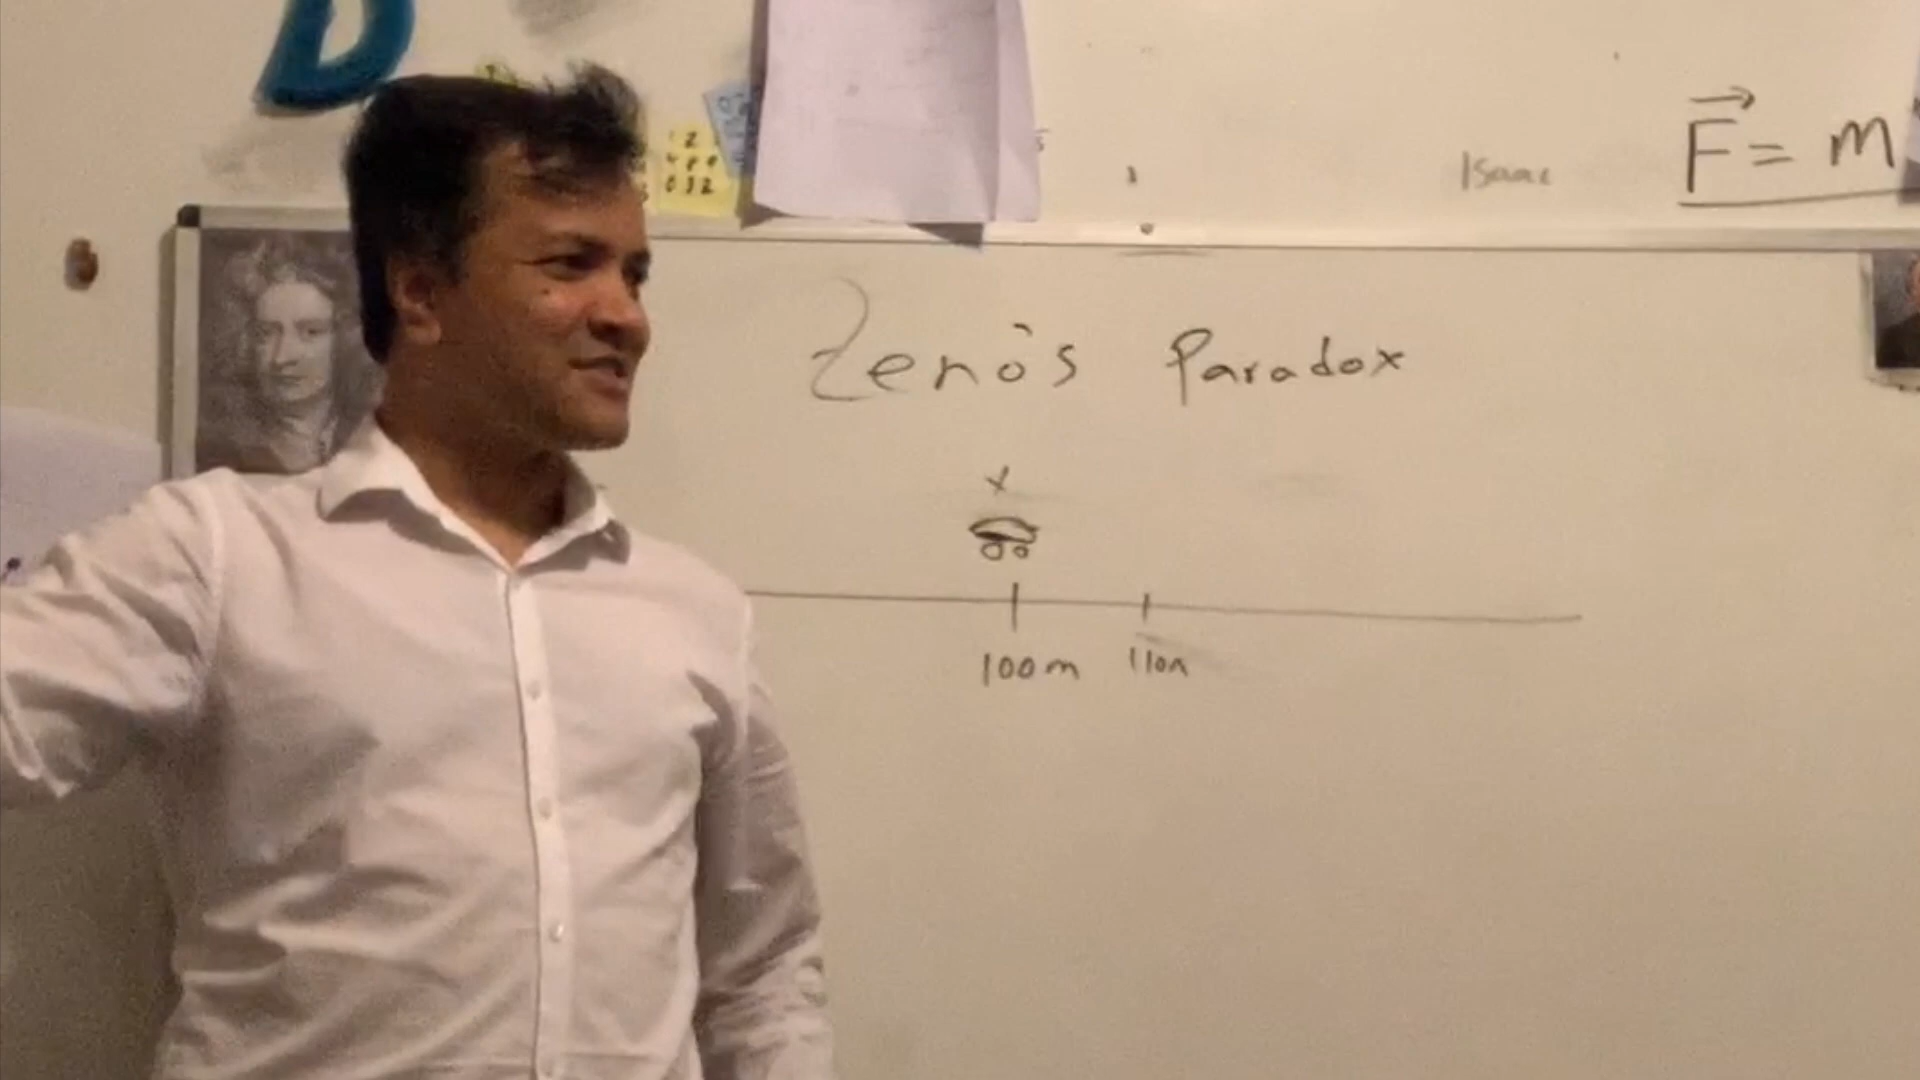 Isaac
F = m
Zeno's Paradox
x
100m 110m